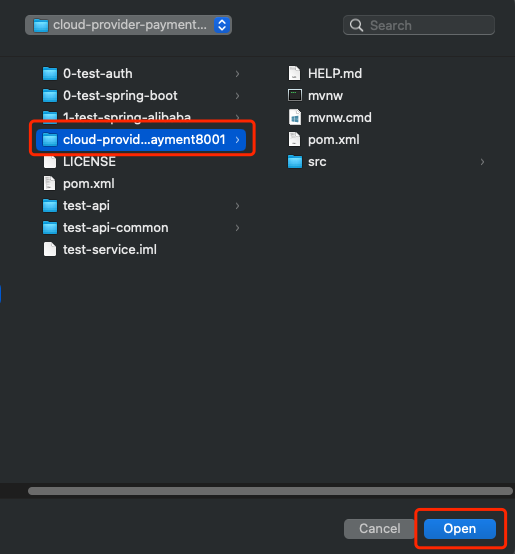 cloud-provider-payment...
Search
0-test-auth
0-test-spring-boot
1-test-spring-alibaba
cloud-provid...ayment8001
LICENSE
pom.xml
test-api
test-api-common
test-service.iml
HELP.md
mvnw
mvnw.cmd
pom.xml
src
Cancel
Open